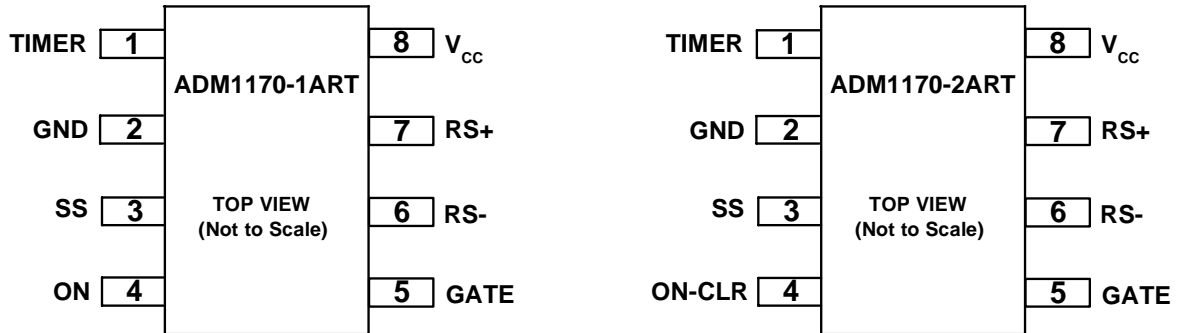 TIMER 1 8 VCC
ADM1170-1ART
GND 2 7 RS+
SS 3 6 RS-
TOP VIEW
(Not to Scale)
ON 4 5 GATE
TIMER 1 8 VCC
ADM1170-2ART
GND 2 7 RS+
SS 3 6 RS-
TOP VIEW
(Not to Scale)
ON-CLR 4 5 GATE